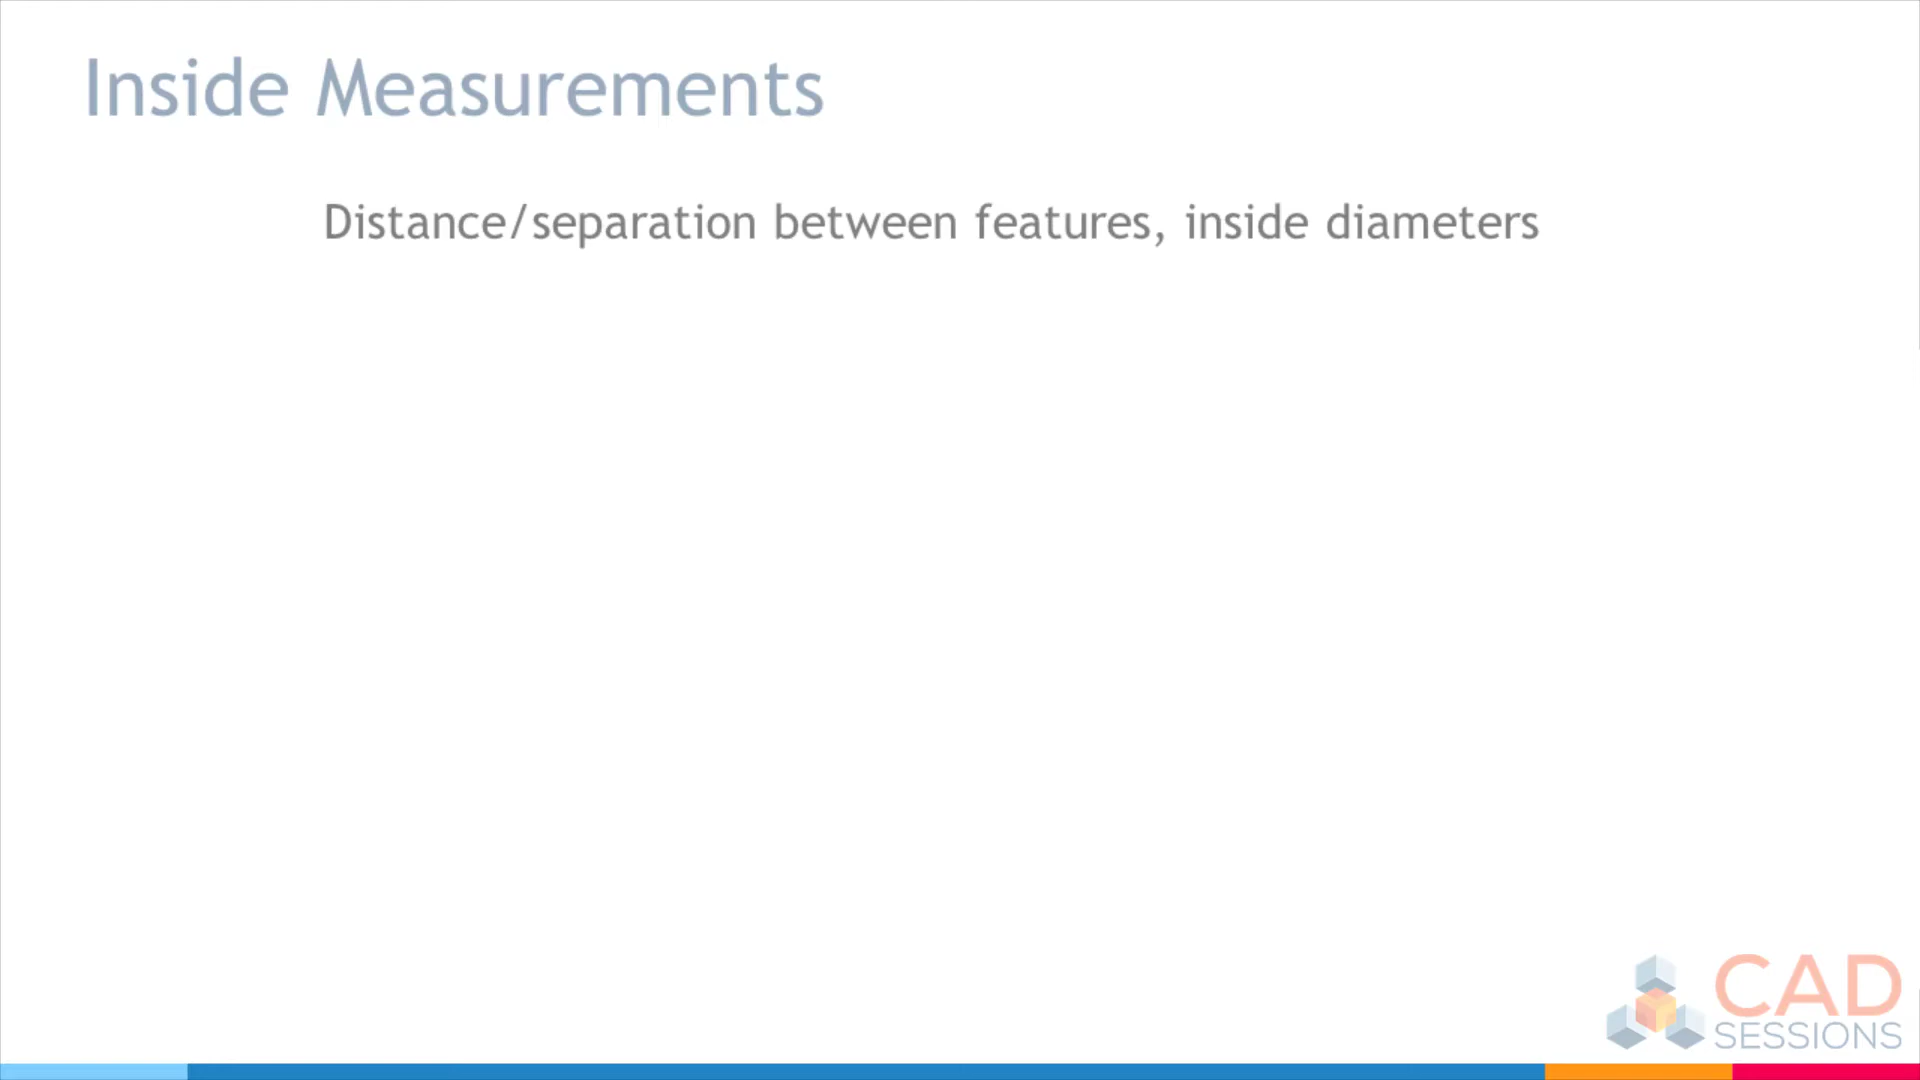 Inside Measurements
Distance/separation between features, inside diameters
CAD
SESSIONS